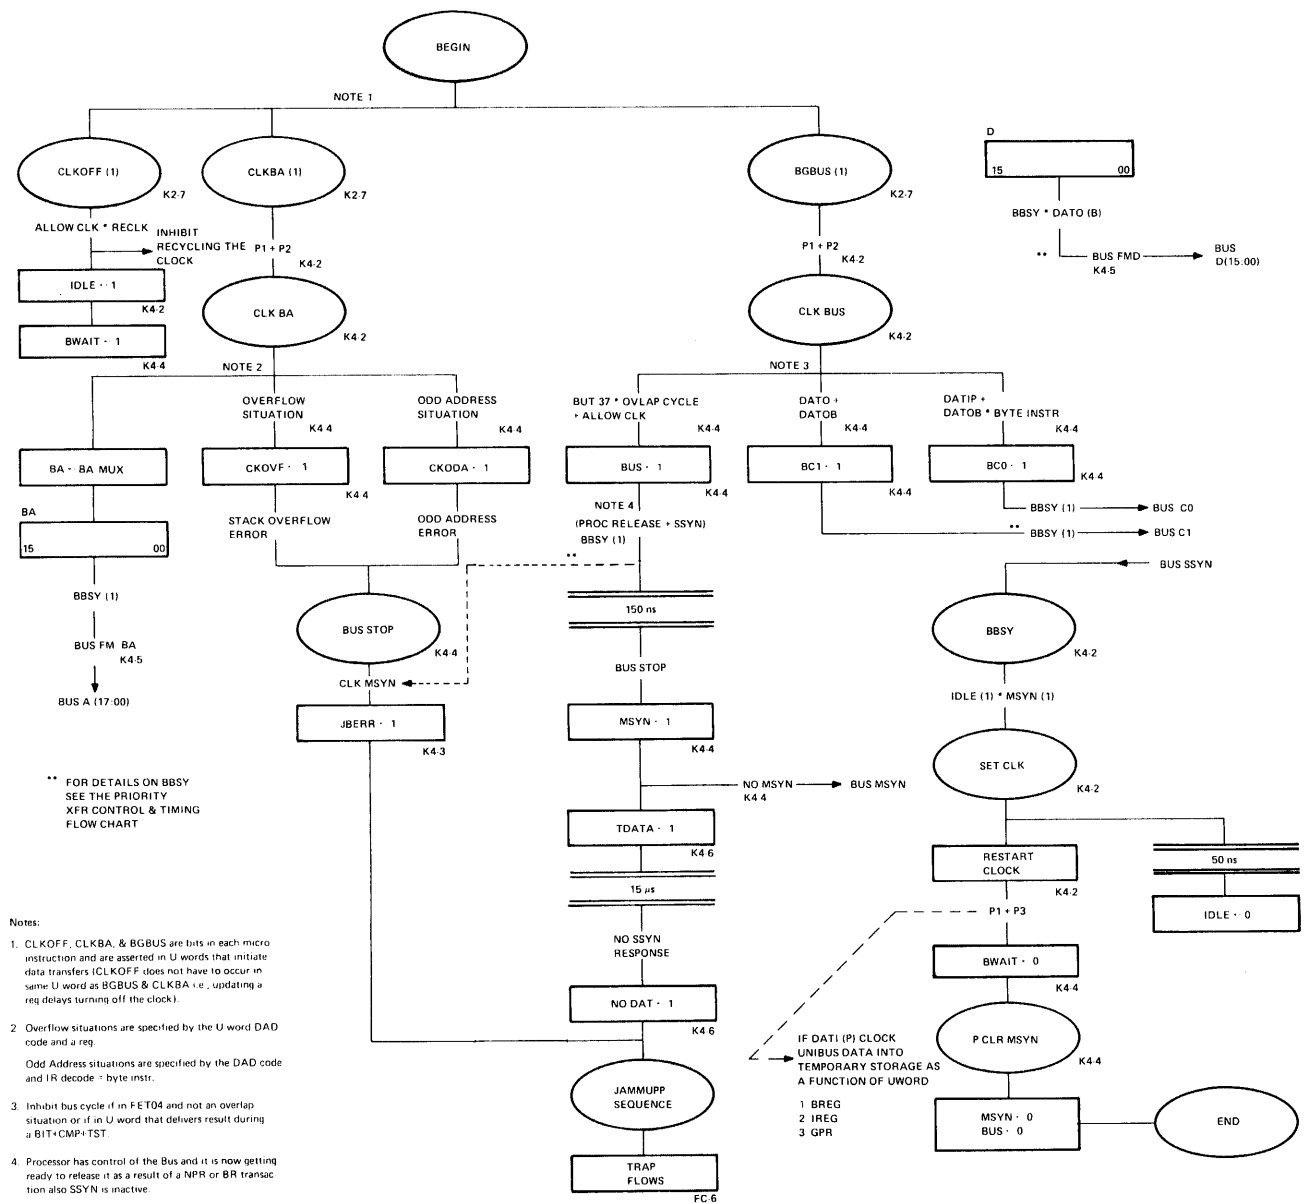 BEGIN
NOTE 1
CLKOFF (1)
K2-7
CLKBA (1)
K2-7
BGBUS (1)
K2-7
D
15 00
ALLOW CLK * RECLK
INHIBIT
RECYCLING THE
CLOCK
P1 + P2
K4-2
P1 + P2
K4-2
BBSY * DATO (B)
** BUS FMD
K4-5
BUS
D(15:00)
IDLE - 1
K4-2
BWAIT - 1
K4-4
CLK BA
K4-2
CLK BUS
K4-2
NOTE 2
NOTE 3
OVERFLOW
SITUATION
K4-4
ODD ADDRESS
SITUATION
K4-4
BUT 37 * OVLAP CYCLE
+ ALLOW CLK
K4-4
DATO +
DATOB
K4-4
DATIP +
DATOB * BYTE INSTR
K4-4
BA - BA MUX
CKOVF - 1
K4-4
CKODA - 1
K4-4
BUS - 1
K4-4
BC1 - 1
K4-4
BC0 - 1
K4-4
BA
15 00
STACK OVERFLOW
ERROR
ODD ADDRESS
ERROR
NOTE 4
(PROC RELEASE + SSYN)
BBSY (1)
**
BBSY (1)
BUS C0
**
BBSY (1)
BUS C1
BUS SSYN
BBSY (1)
BUS FM BA
K4-5
BUS A (17:00)
BUS STOP
K4-4
150 ns
BBSY
K4-2
CLK MSYN
BUS STOP
IDLE (1) * MSYN (1)
JBERR - 1
K4-3
MSYN - 1
K4-4
SET CLK
K4-2
** FOR DETAILS ON BBSY
SEE THE PRIORITY
XFR CONTROL & TIMING
FLOW CHART
NO MSYN
K4-4
BUS MSYN
TDATA - 1
K4-6
RESTART
CLOCK
K4-2
50 ns
15 µs
P1 + P3
IDLE - 0
NO SSYN
RESPONSE
BWAIT - 0
K4-4
NO DAT - 1
K4-6
P CLR MSYN
K4-4
IF DATI (P) CLOCK
UNIBUS DATA INTO
TEMPORARY STORAGE AS
A FUNCTION OF UWORD
1 BREG
2 IREG
3 GPR
JAMMUPP
SEQUENCE
MSYN - 0
BUS - 0
END
TRAP
FLOWS
FC-6
Notes:
1. CLKOFF, CLKBA, & BGBUS are bits in each micro
instruction and are asserted in U words that initiate
data transfers (CLKOFF does not have to occur in
same U word as BGBUS & CLKBA i.e., updating a
reg delays turning off the clock).
2 Overflow situations are specified by the U word DAD
code and a reg.
Odd Address situations are specified by the DAD code
and IR decode = byte instr.
3. Inhibit bus cycle if in FET04 and not an overlap
situation or if in U word that delivers result during
a BIT+CMP+TST.
4. Processor has control of the Bus and it is now getting
ready to release it as a result of a NPR or BR transac
tion also SSYN is inactive.